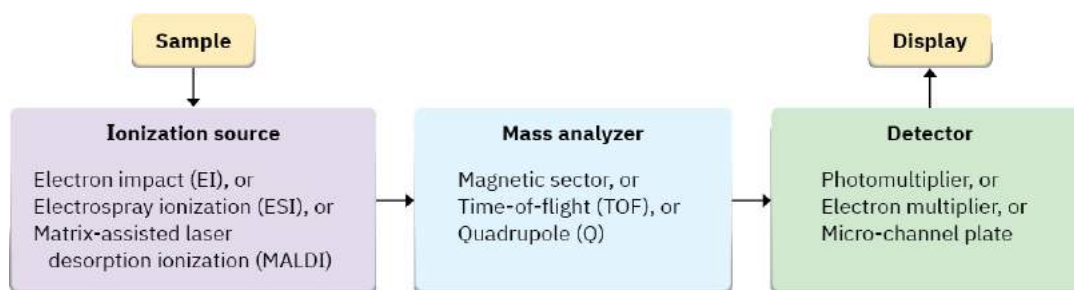 Sample
Display
Ionization source
Electron impact (EI), or
Electrospray ionization (ESI), or
Matrix-assisted laser
desorption ionization (MALDI)
Mass analyzer
Magnetic sector, or
Time-of-flight (TOF), or
Quadrupole (Q)
Detector
Photomultiplier, or
Electron multiplier, or
Micro-channel plate